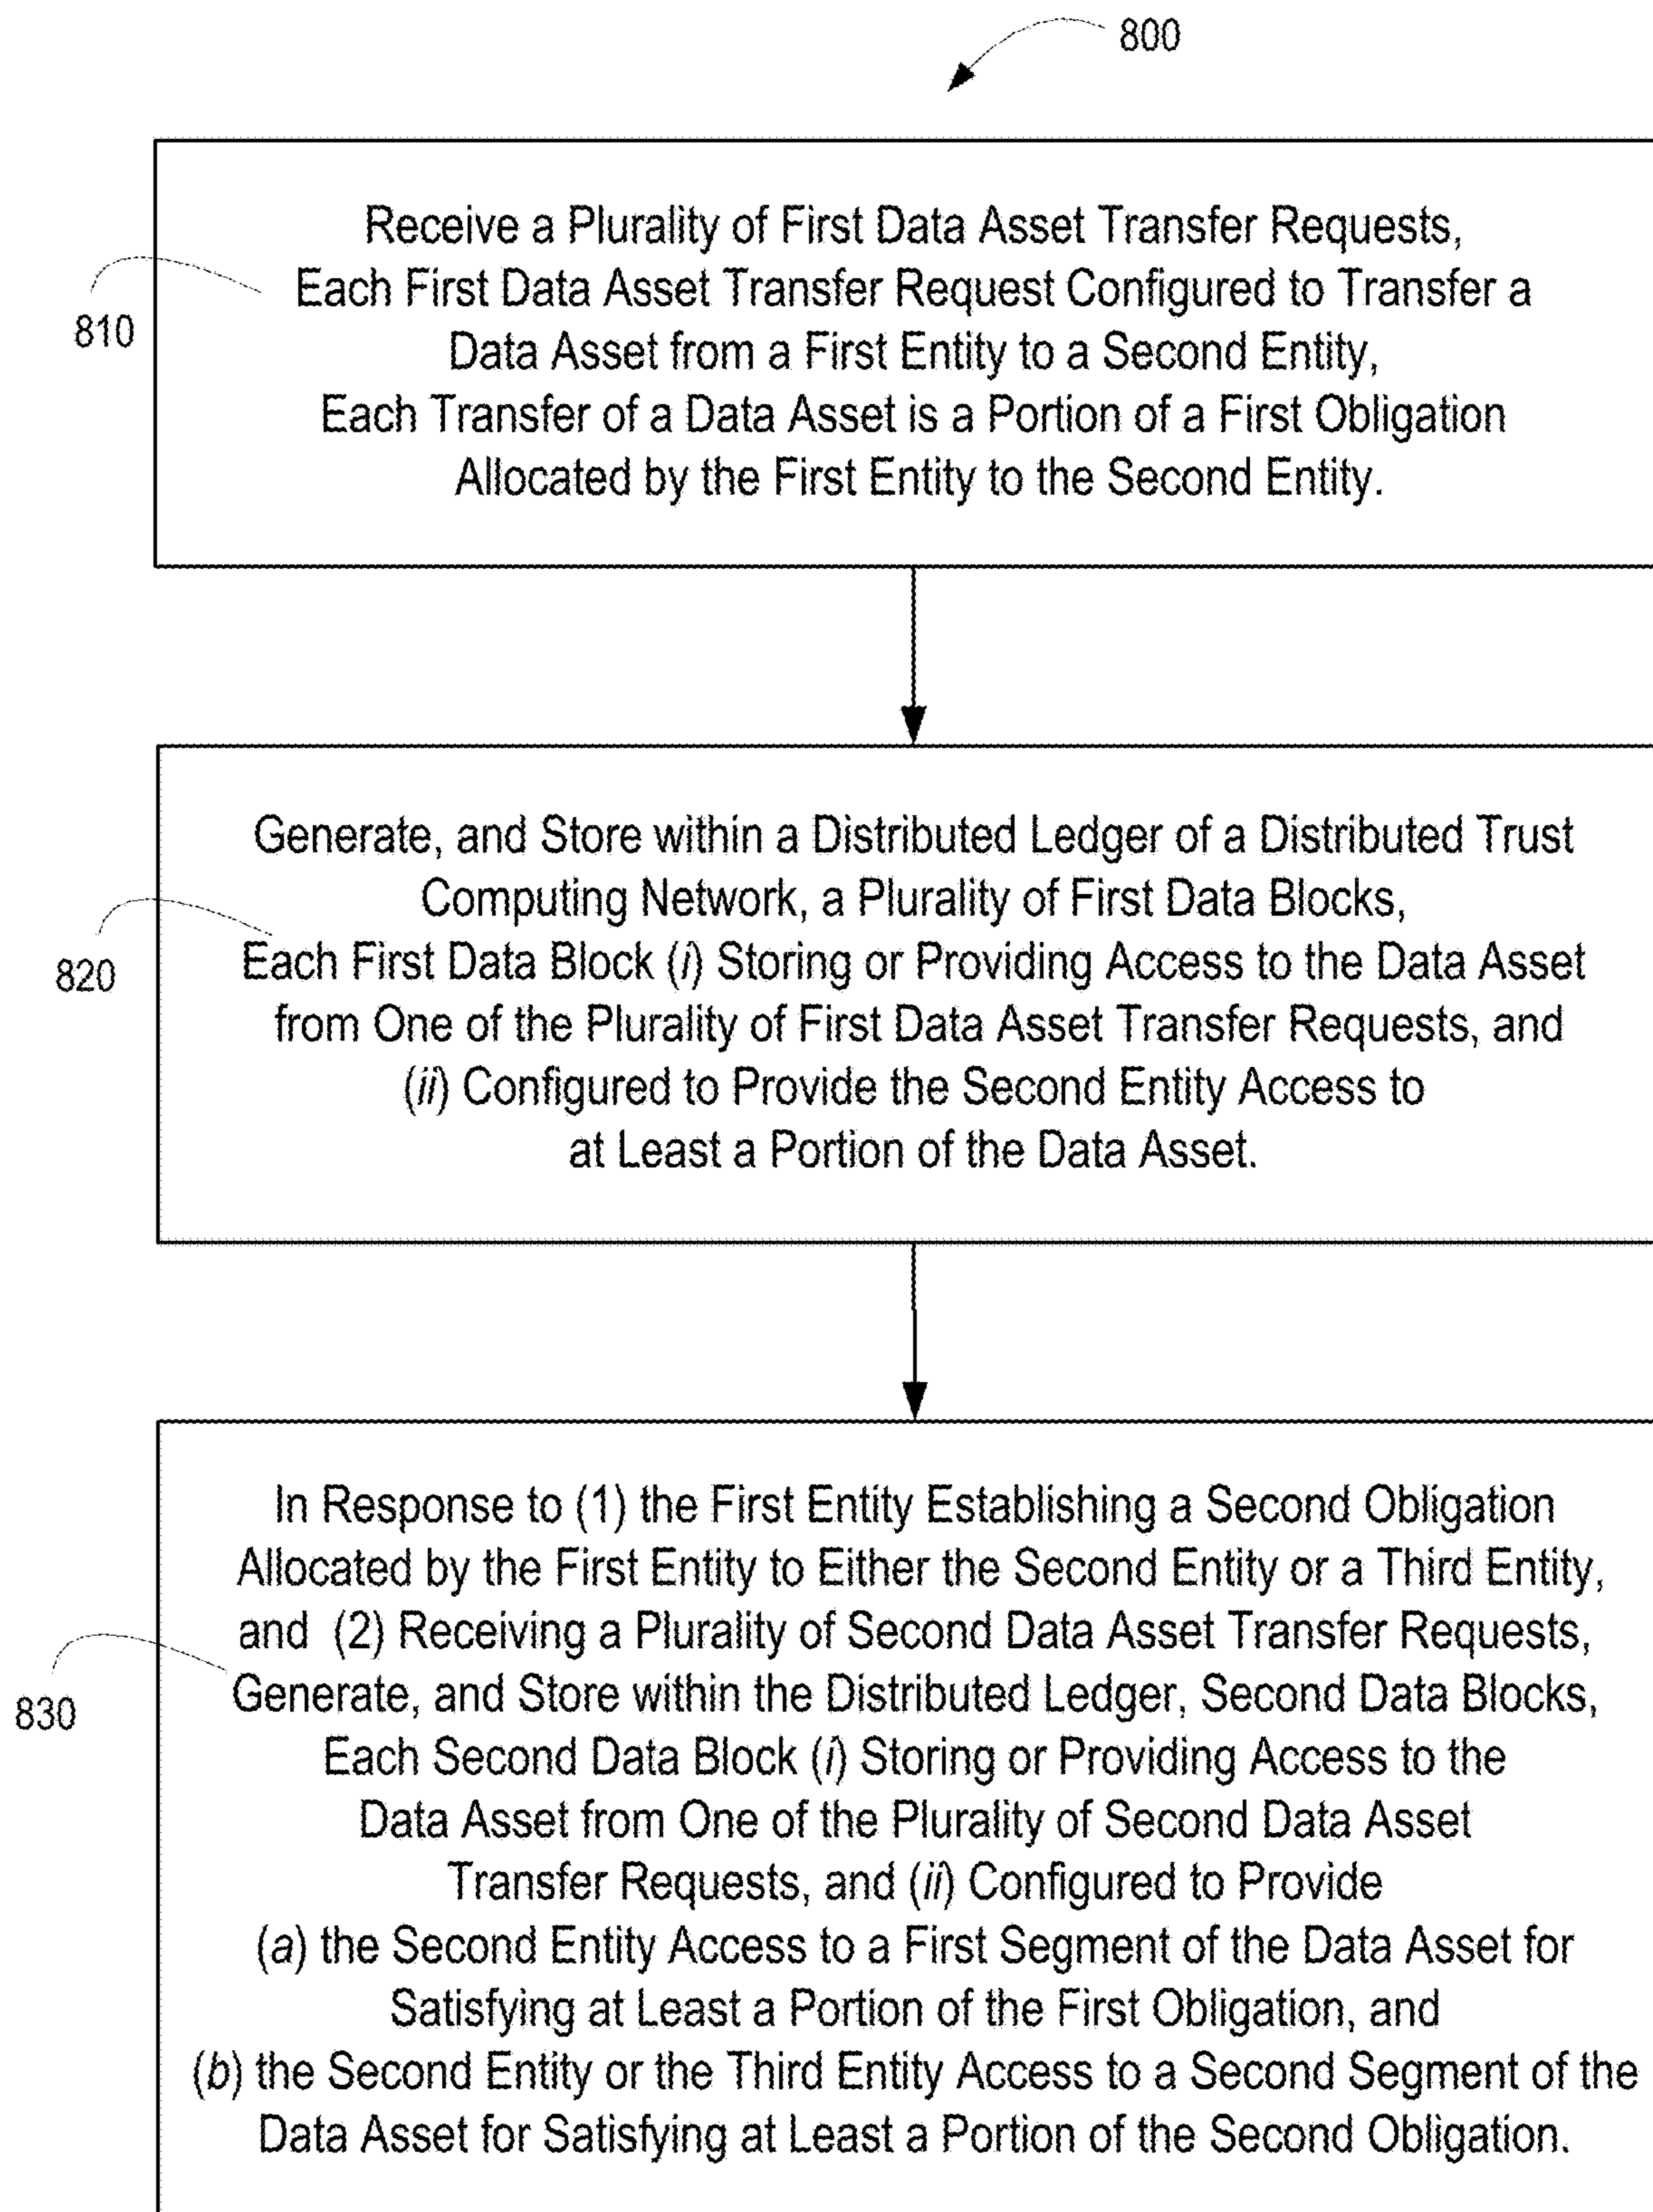 800
Receive a Plurality of First Data Asset Transfer Requests,
Each First Data Asset Transfer Request Configured to Transfer a
Data Asset from a First Entity to a Second Entity,
Each Transfer of a Data Asset is a Portion of a First Obligation
Allocated by the First Entity to the Second Entity.
810
Generate, and Store within a Distributed Ledger of a Distributed Trust
Computing Network, a Plurality of First Data Blocks,
Each First Data Block (i) Storing or Providing Access to the Data Asset
from One of the Plurality of First Data Asset Transfer Requests, and
(ii) Configured to Provide the Second Entity Access to
at Least a Portion of the Data Asset.
820
In Response to (1) the First Entity Establishing a Second Obligation
Allocated by the First Entity to Either the Second Entity or a Third Entity,
and (2) Receiving a Plurality of Second Data Asset Transfer Requests,
Generate, and Store within the Distributed Ledger, Second Data Blocks,
Each Second Data Block (i) Storing or Providing Access to the
Data Asset from One of the Plurality of Second Data Asset
Transfer Requests, and (ii) Configured to Provide
(a) the Second Entity Access to a First Segment of the Data Asset for
Satisfying at Least a Portion of the First Obligation, and
(b) the Second Entity or the Third Entity Access to a Second Segment of the
Data Asset for Satisfying at Least a Portion of the Second Obligation.
830